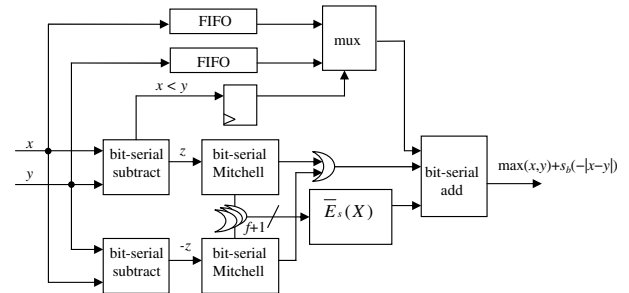 FIFO
mux
FIFO
x < y
x
bit-serial
subtract
z
bit-serial
Mitchell
y
bit-serial
add
max(x,y)+s_b(-|x-y|)
f+1
E̅_s(X)
bit-serial
subtract
-z
bit-serial
Mitchell